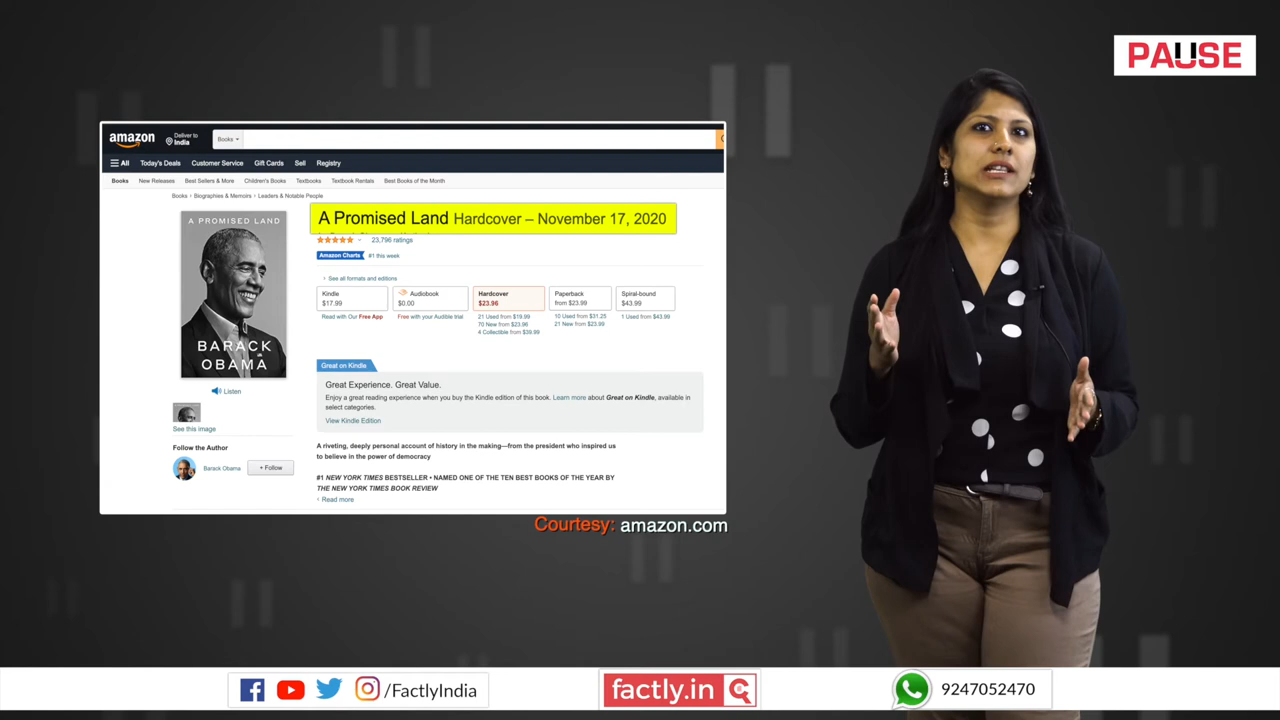 PAUSE
amazon
Deliver to
India
Books
All Today's Deals Customer Service Gift Cards Sell Registry
Books New Releases Best Sellers & More Children's Books Textbooks Textbook Rentals Best Books of the Month
Books › Biographies & Memoirs › Leaders & Notable People
A PROMISED LAND
BARACK
OBAMA
Listen
See this image
Follow the Author
Barack Obama + Follow
A Promised Land Hardcover – November 17, 2020
23,796 ratings
Amazon Charts #1 this week
› See all formats and editions
Kindle
$17.99
Read with Our Free App
Audiobook
$0.00
Free with your Audible trial
Hardcover
$23.96
21 Used from $19.99
70 New from $23.96
4 Collectible from $39.99
Paperback
from $23.99
10 Used from $31.25
21 New from $23.99
Spiral-bound
$43.99
1 Used from $43.99
Great on Kindle
Great Experience. Great Value.
Enjoy a great reading experience when you buy the Kindle edition of this book. Learn more about Great on Kindle, available in
select categories.
View Kindle Edition
A riveting, deeply personal account of history in the making—from the president who inspired us
to believe in the power of democracy
#1 NEW YORK TIMES BESTSELLER • NAMED ONE OF THE TEN BEST BOOKS OF THE YEAR BY
THE NEW YORK TIMES BOOK REVIEW
› Read more
Courtesy: amazon.com
/FactlyIndia
factly.in
9247052470